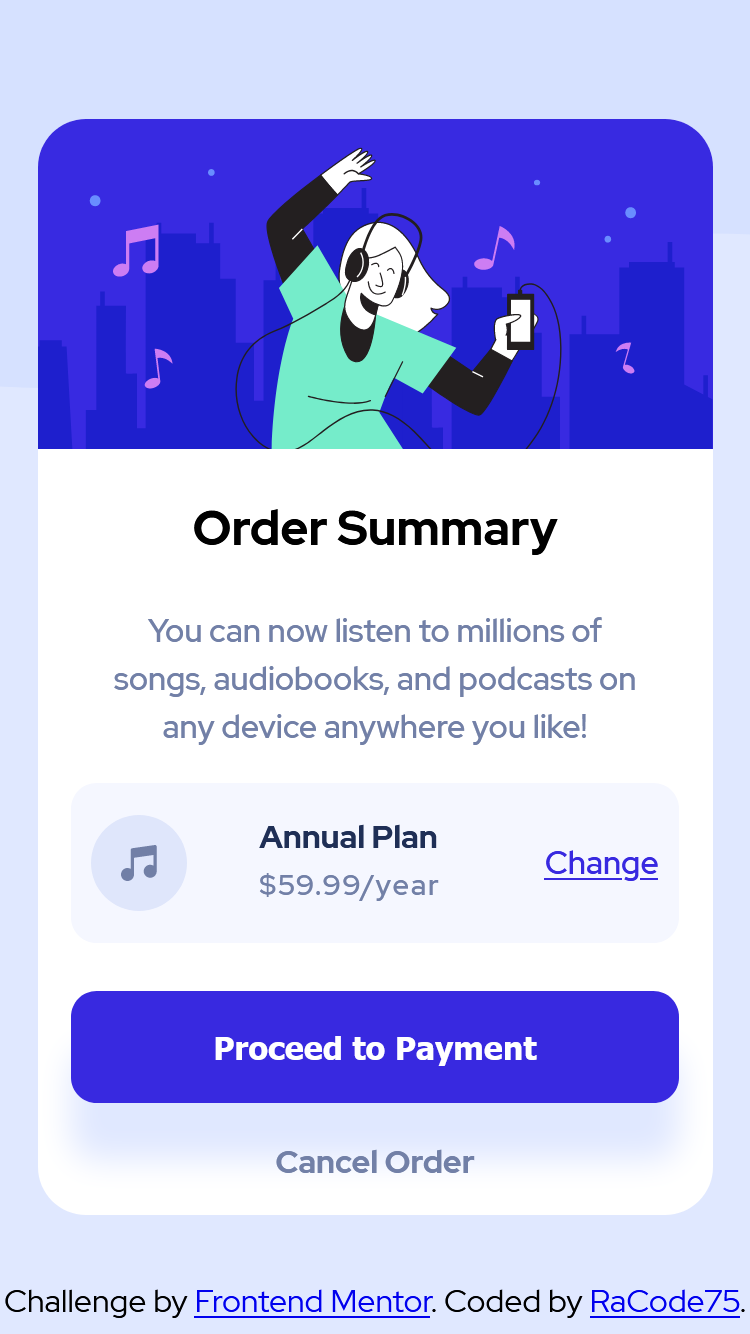 Order Summary
You can now listen to millions of
songs, audiobooks, and podcasts on
any device anywhere you like!
Annual Plan
$59.99/year
Change
Proceed to Payment
Cancel Order
Challenge by Frontend Mentor. Coded by RaCode75.